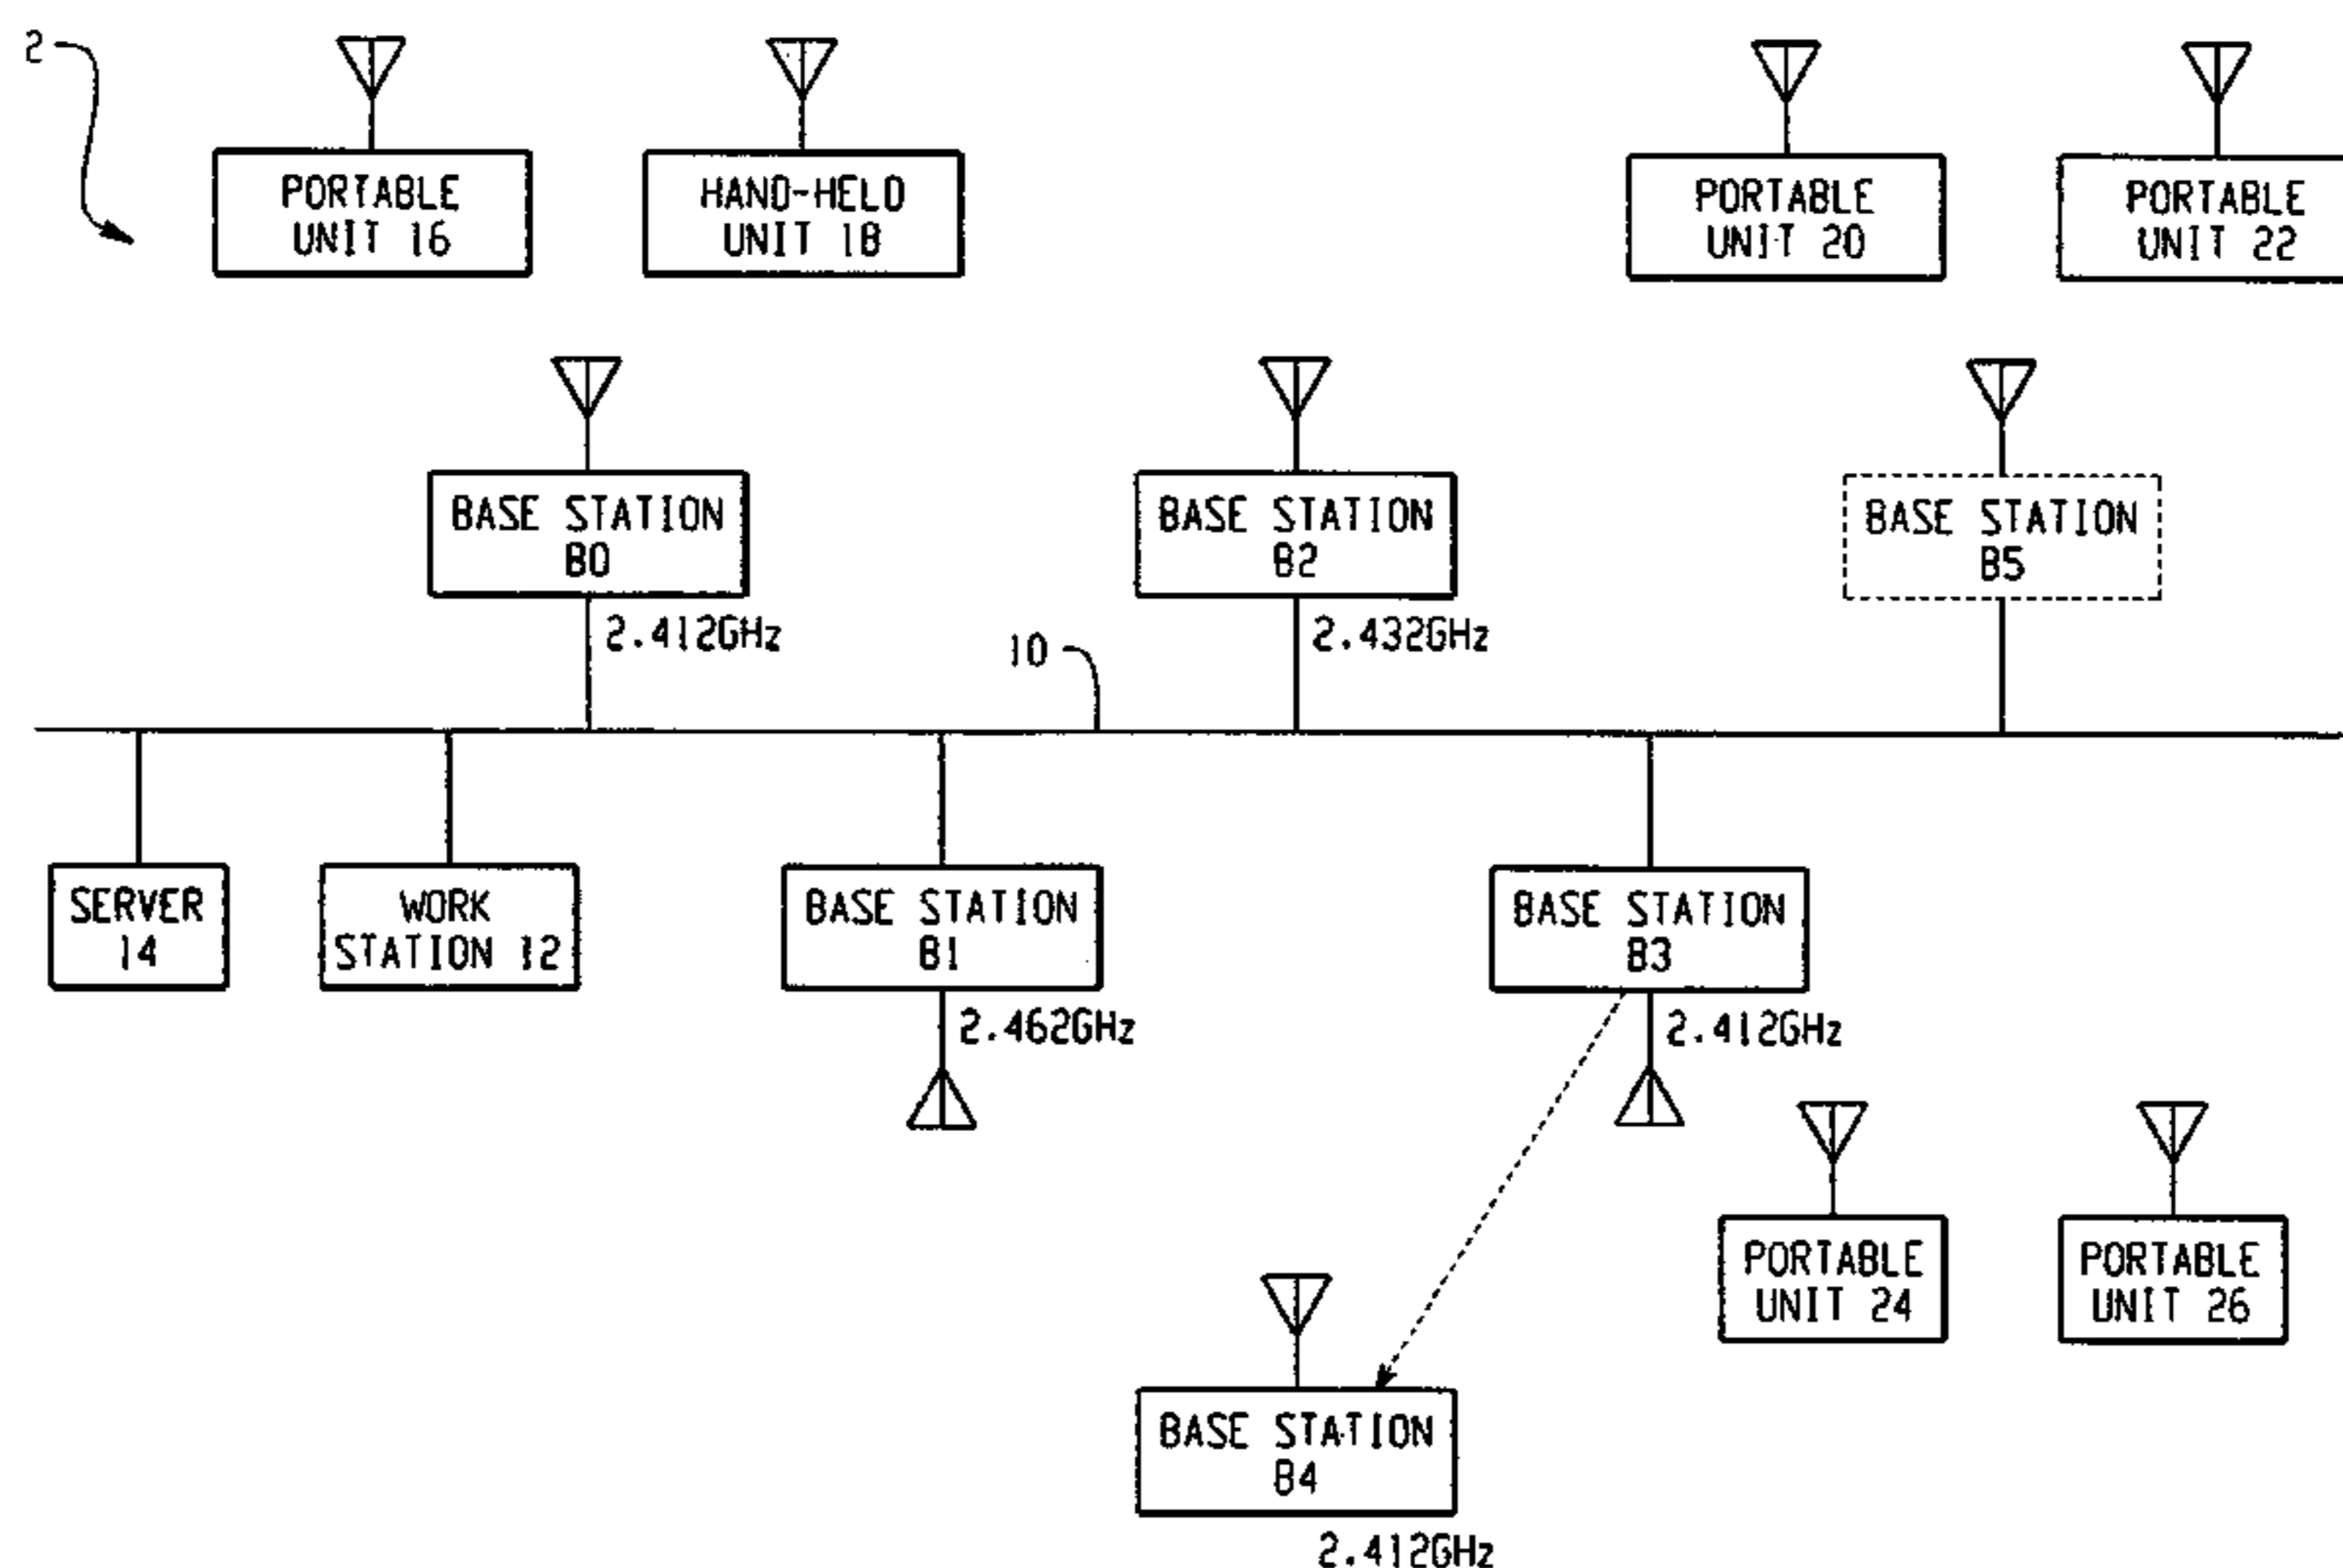 2
PORTABLE
UNIT 16
HAND-HELD
UNIT 18
PORTABLE
UNIT 20
PORTABLE
UNIT 22
BASE STATION
B0
2.412GHz
BASE STATION
B2
2.432GHz
BASE STATION
B5
10
SERVER
14
WORK
STATION 12
BASE STATION
B1
2.462GHz
BASE STATION
B3
2.412GHz
PORTABLE
UNIT 24
PORTABLE
UNIT 26
BASE STATION
B4
2.412GHz